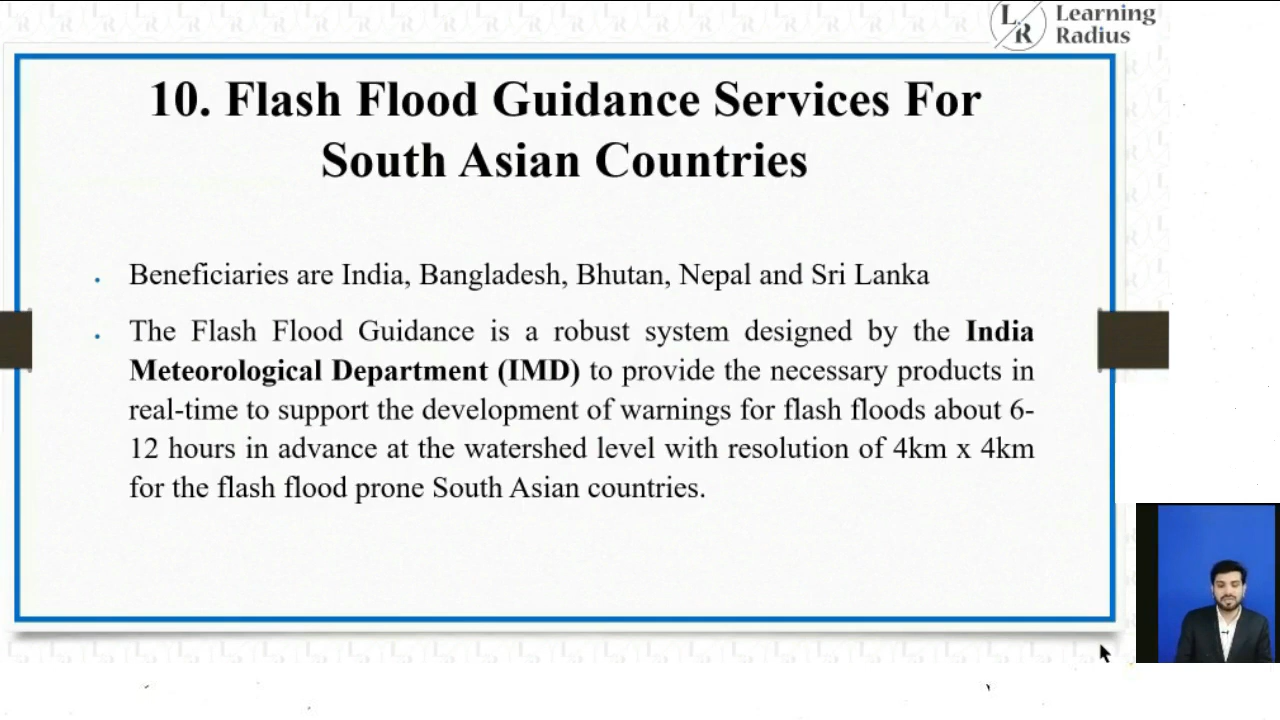 L R Learning
Radius
10. Flash Flood Guidance Services For
South Asian Countries
• Beneficiaries are India, Bangladesh, Bhutan, Nepal and Sri Lanka
• The Flash Flood Guidance is a robust system designed by the India
Meteorological Department (IMD) to provide the necessary products in
real-time to support the development of warnings for flash floods about 6-
12 hours in advance at the watershed level with resolution of 4km x 4km
for the flash flood prone South Asian countries.